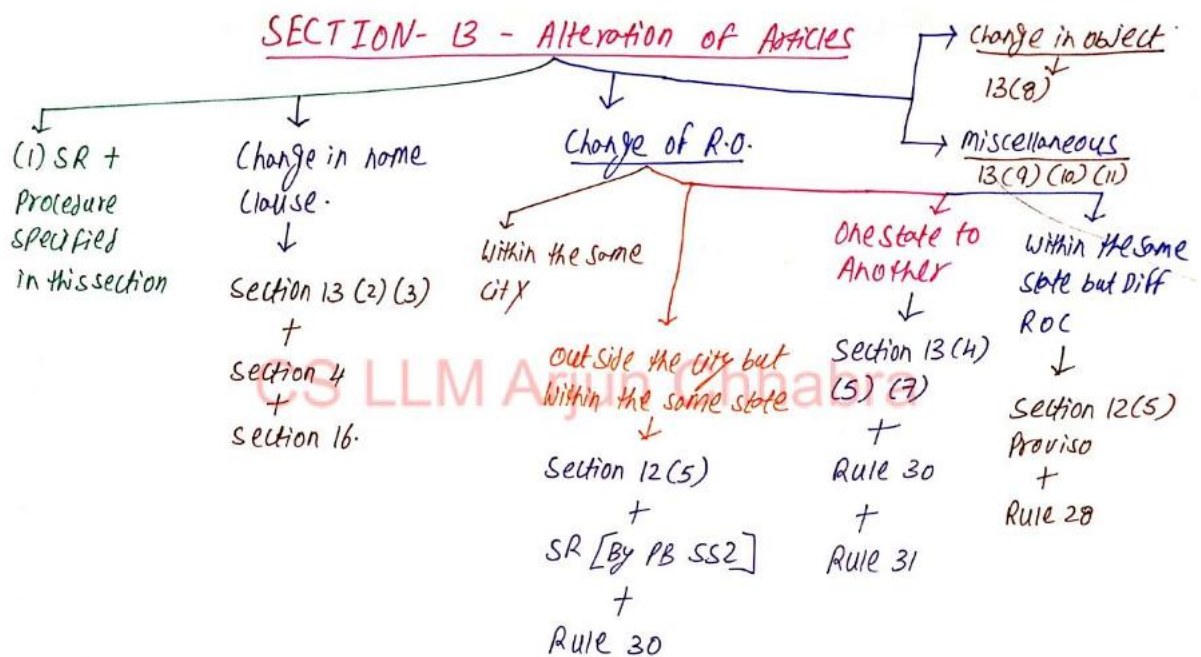 SECTION- 13 - Alteration of Articles
(1) SR +
Procedure
specified
in this section
Change in name
Clause.
Section 13 (2) (3)
+
Section 4
+
Section 16.
Change of R.O.
Within the same
city
Outside the city but
Within the same state
Section 12(5)
+
SR [By PB SS2]
+
Rule 30
One state to
Another
Section 13(4)
(5) (7)
+
Rule 30
+
Rule 31
Within the same
state but Diff
ROC
Section 12(5)
Proviso
+
Rule 28
Change in object
13(8)
Miscellaneous
13(9) (10) (11)
CS LLM Arjun Chhabra